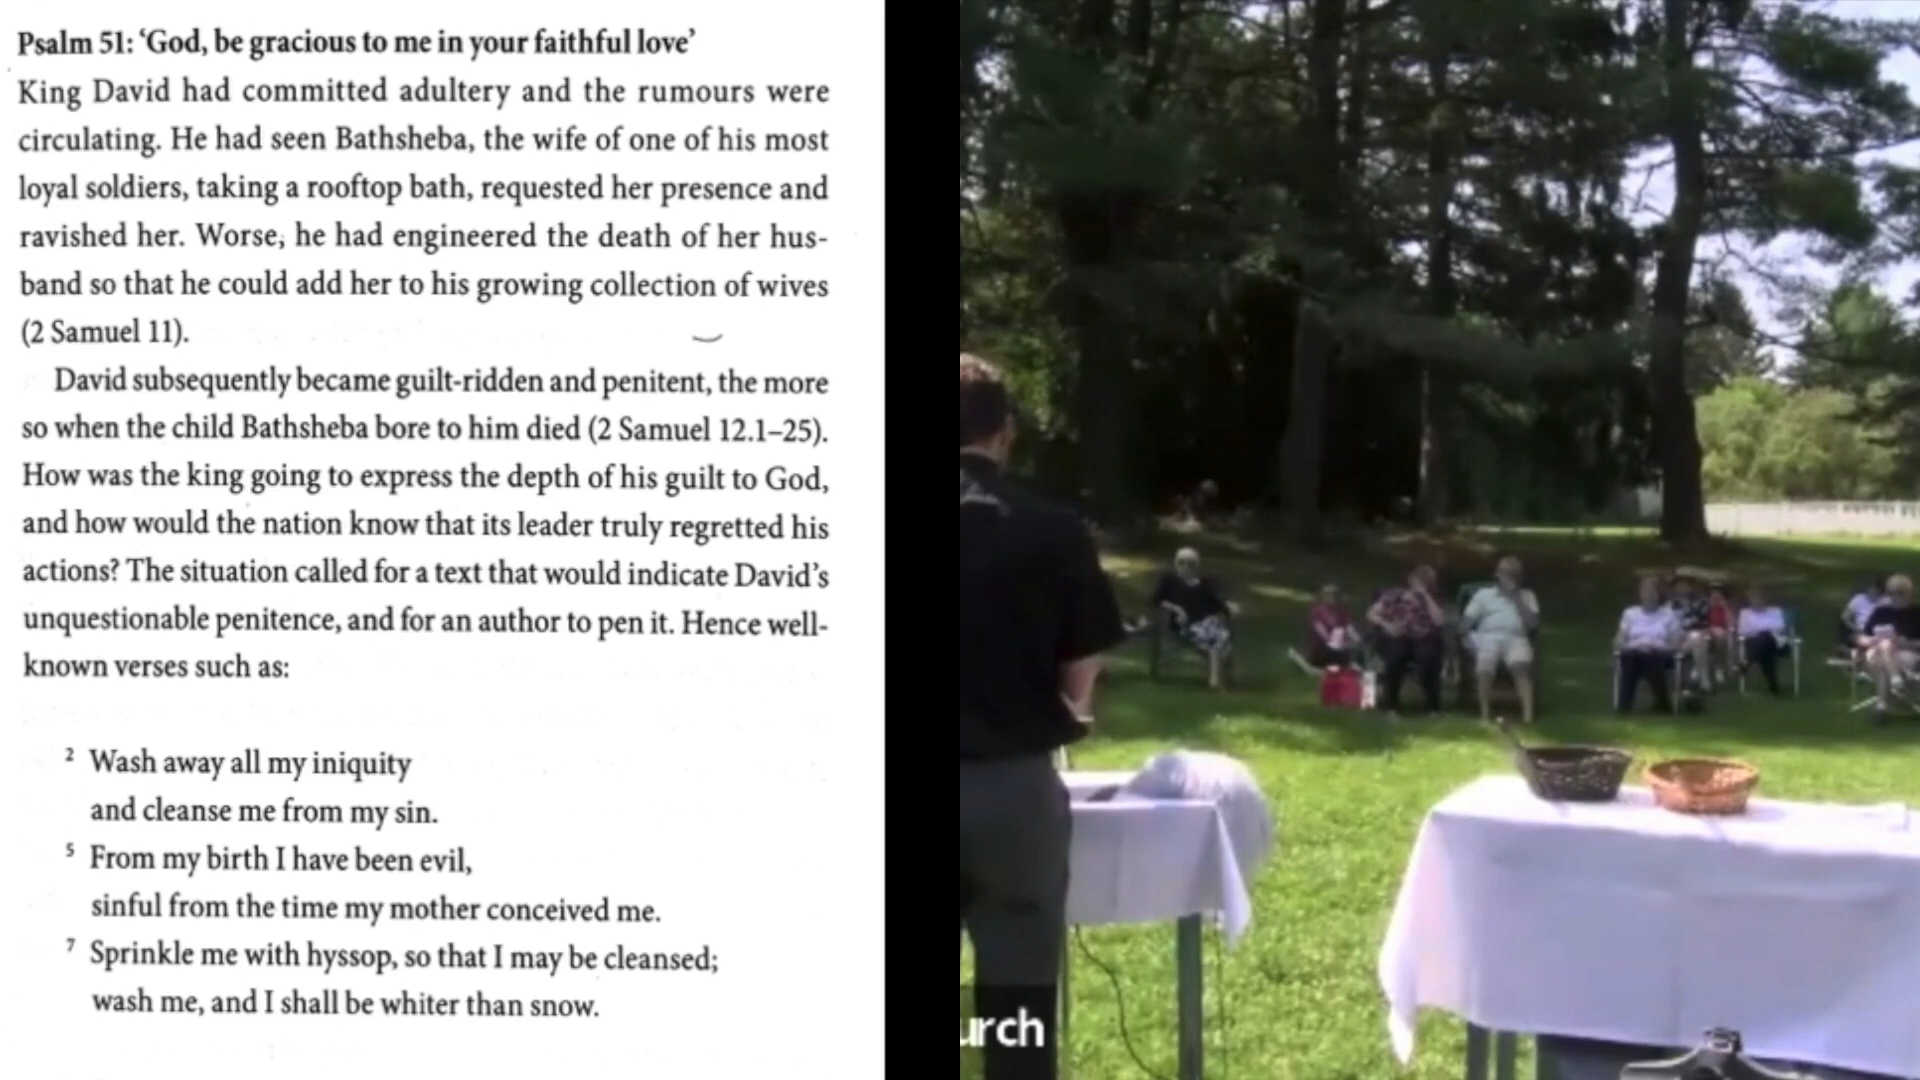 Psalm 51: ‘God, be gracious to me in your faithful love’
King David had committed adultery and the rumours were
circulating. He had seen Bathsheba, the wife of one of his most
loyal soldiers, taking a rooftop bath, requested her presence and
ravished her. Worse, he had engineered the death of her hus-
band so that he could add her to his growing collection of wives
(2 Samuel 11).
David subsequently became guilt-ridden and penitent, the more
so when the child Bathsheba bore to him died (2 Samuel 12.1–25).
How was the king going to express the depth of his guilt to God,
and how would the nation know that its leader truly regretted his
actions? The situation called for a text that would indicate David’s
unquestionable penitence, and for an author to pen it. Hence well-
known verses such as:
2 Wash away all my iniquity
and cleanse me from my sin.
5 From my birth I have been evil,
sinful from the time my mother conceived me.
7 Sprinkle me with hyssop, so that I may be cleansed;
wash me, and I shall be whiter than snow.
urch